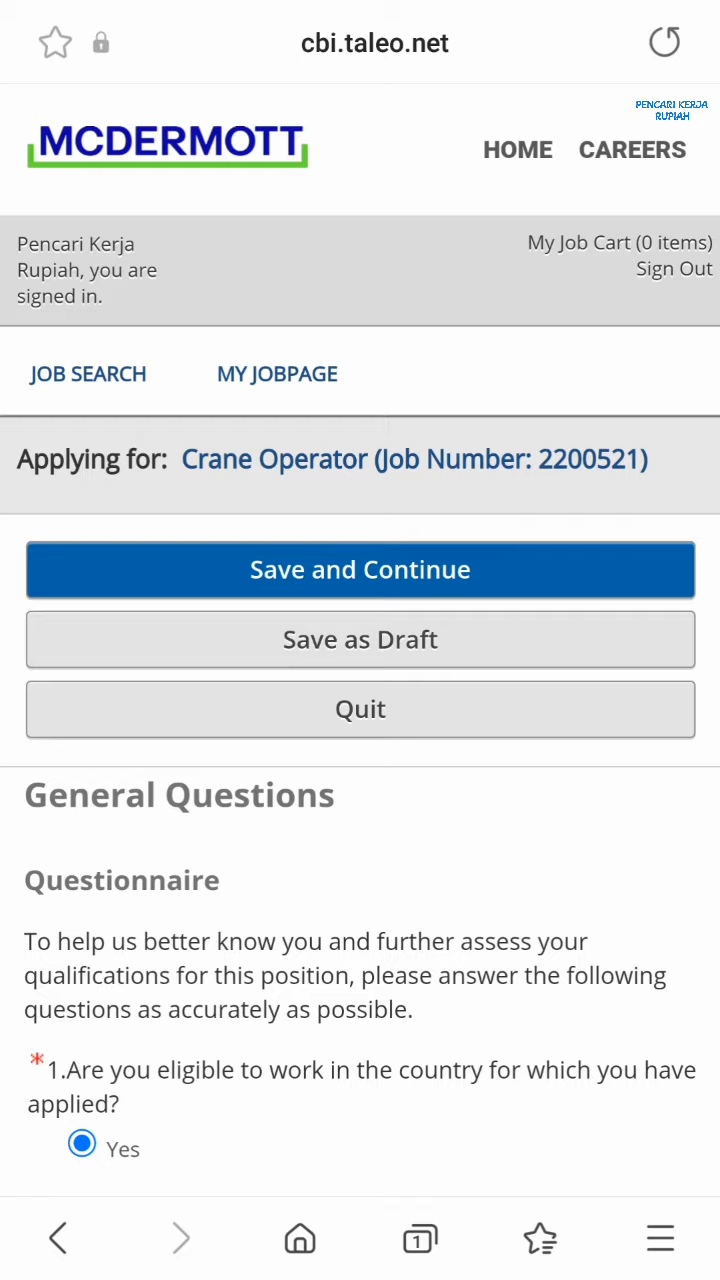 cbi.taleo.net
PENCARI KERJA
RUPIAH
MCDERMOTT
HOME CAREERS
Pencari Kerja
Rupiah, you are
signed in.
My Job Cart (0 items)
Sign Out
JOB SEARCH MY JOBPAGE
Applying for: Crane Operator (Job Number: 2200521)
Save and Continue
Save as Draft
Quit
General Questions
Questionnaire
To help us better know you and further assess your
qualifications for this position, please answer the following
questions as accurately as possible.
*1.Are you eligible to work in the country for which you have
applied?
Yes
1